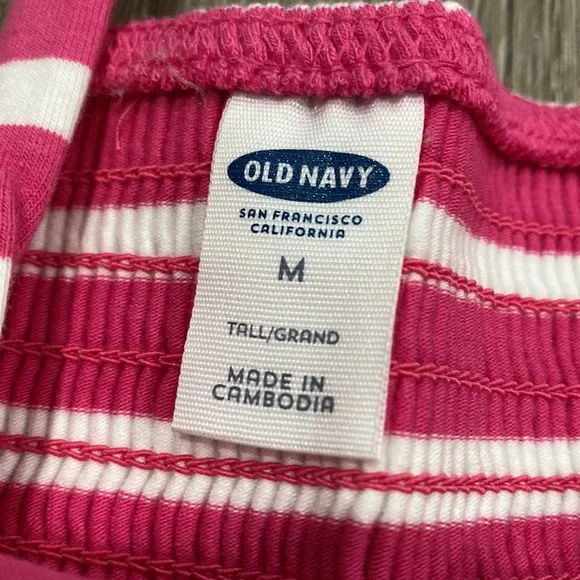 OLD NAVY
SAN FRANCISCO
CALIFORNIA
M
TALL/GRAND
MADE IN
CAMBODIA